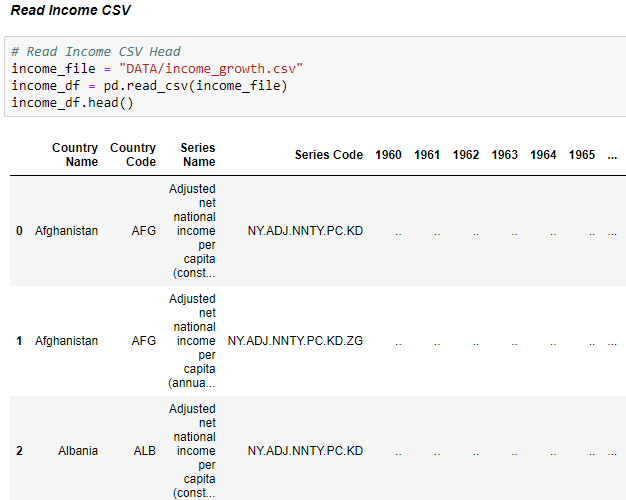 Read Income CSV
# Read Income CSV Head
income_file = "DATA/income_growth.csv"
income_df = pd.read_csv(income_file)
income_df.head()
Country Name Country Code Series Name Series Code 1960 1961 1962 1963 1964 1965 ...
0 Afghanistan AFG Adjusted net national income per capita (const... NY.ADJ.NNTY.PC.KD .. .. .. .. .. .. ...
1 Afghanistan AFG Adjusted net national income per capita (annua... NY.ADJ.NNTY.PC.KD.ZG .. .. .. .. .. .. ...
2 Albania ALB Adjusted net national income per capita (const... NY.ADJ.NNTY.PC.KD .. .. .. .. .. .. ...